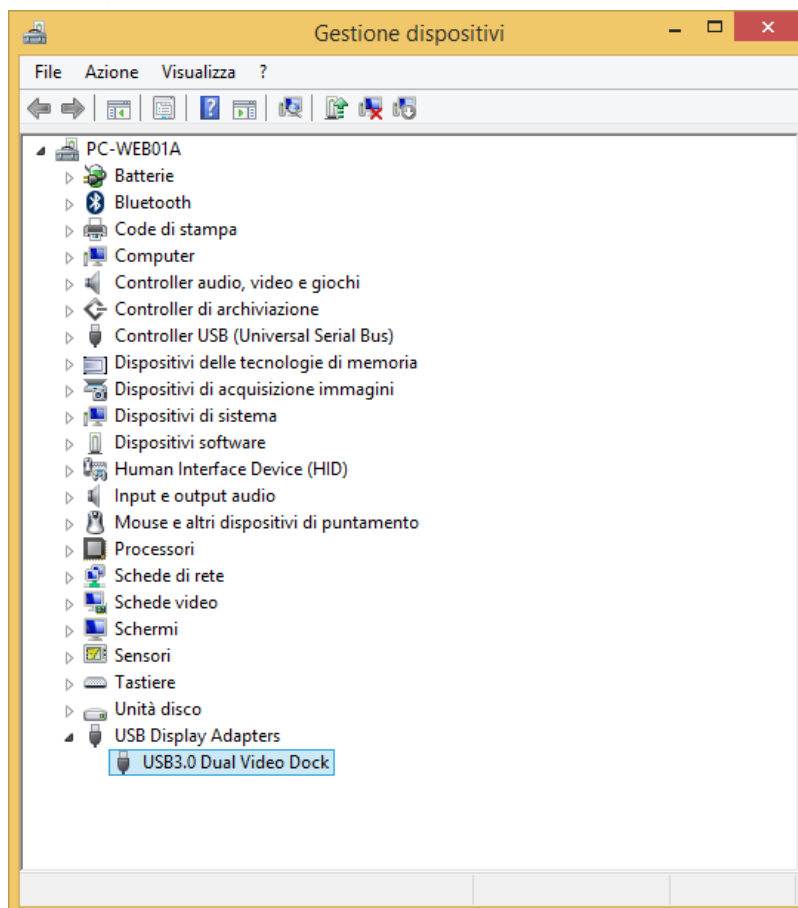 Gestione dispositivi
File Azione Visualizza ?
PC-WEB01A
Batterie
Bluetooth
Code di stampa
Computer
Controller audio, video e giochi
Controller di archiviazione
Controller USB (Universal Serial Bus)
Dispositivi delle tecnologie di memoria
Dispositivi di acquisizione immagini
Dispositivi di sistema
Dispositivi software
Human Interface Device (HID)
Input e output audio
Mouse e altri dispositivi di puntamento
Processori
Schede di rete
Schede video
Schermi
Sensori
Tastiere
Unità disco
USB Display Adapters
USB3.0 Dual Video Dock